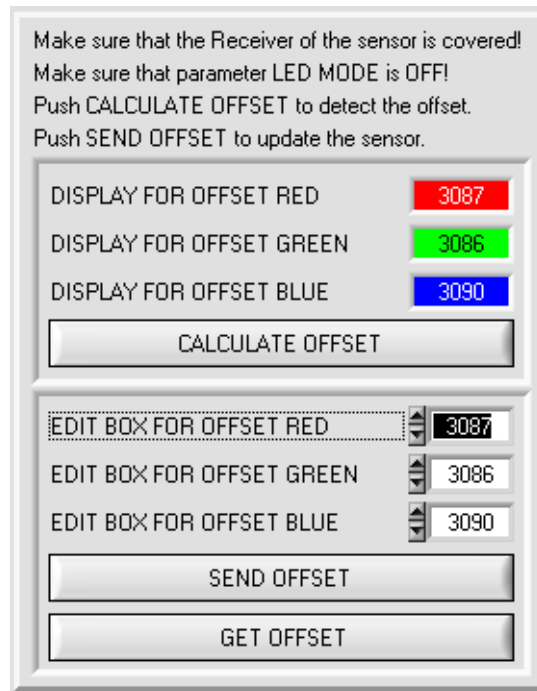 Make sure that the Receiver of the sensor is covered!
Make sure that parameter LED MODE is OFF!
Push CALCULATE OFFSET to detect the offset.
Push SEND OFFSET to update the sensor.
DISPLAY FOR OFFSET RED 3087
DISPLAY FOR OFFSET GREEN 3086
DISPLAY FOR OFFSET BLUE 3090
CALCULATE OFFSET
EDIT BOX FOR OFFSET RED 3087
EDIT BOX FOR OFFSET GREEN 3086
EDIT BOX FOR OFFSET BLUE 3090
SEND OFFSET
GET OFFSET